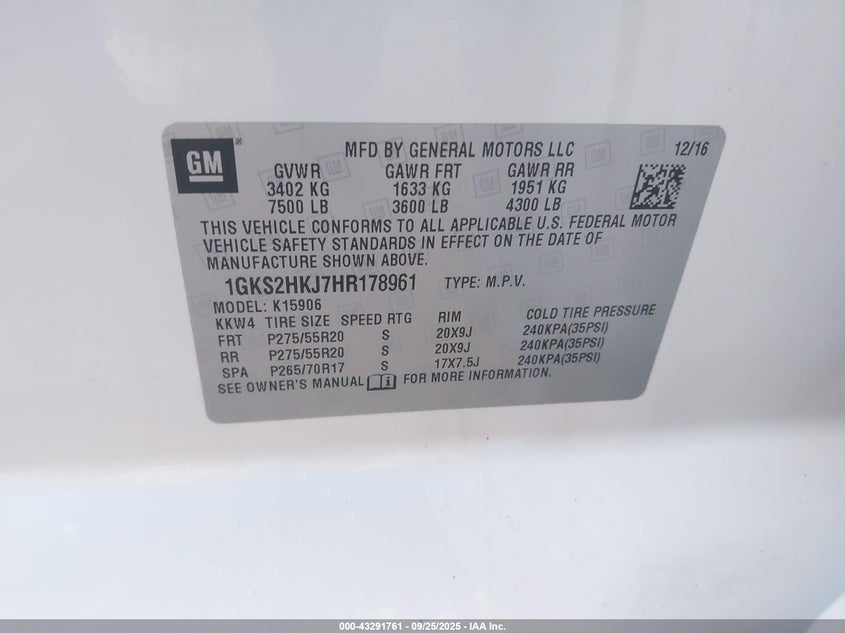 GM
MFD BY GENERAL MOTORS LLC 12/16
GVWR GAWR FRT GAWR RR
3402 KG 1633 KG 1951 KG
7500 LB 3600 LB 4300 LB
THIS VEHICLE CONFORMS TO ALL APPLICABLE U.S. FEDERAL MOTOR
VEHICLE SAFETY STANDARDS IN EFFECT ON THE DATE OF
MANUFACTURE SHOWN ABOVE.
1GKS2HKJ7HR178961 TYPE: M.P.V.
MODEL: K15906
KKW4 TIRE SIZE SPEED RTG RIM COLD TIRE PRESSURE
FRT P275/55R20 S 20X9J 240KPA(35PSI)
RR P275/55R20 S 20X9J 240KPA(35PSI)
SPA P265/70R17 S 17X7.5J 240KPA(35PSI)
SEE OWNER'S MANUAL FOR MORE INFORMATION.
000-43291761 - 09/25/2025 - IAA Inc.